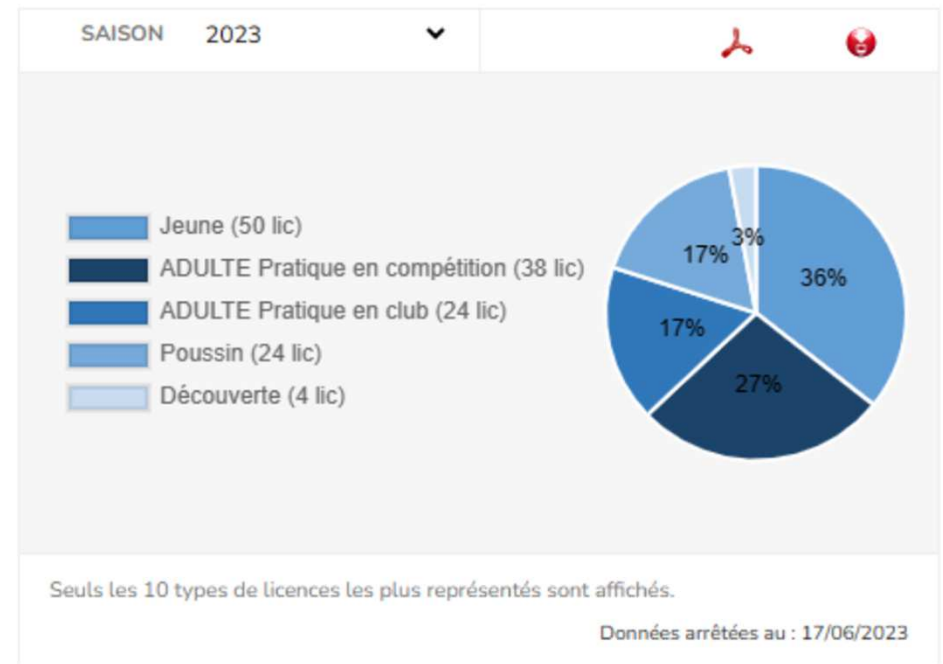 SAISON 2023
Jeune (50 lic)
ADULTE Pratique en compétition (38 lic)
ADULTE Pratique en club (24 lic)
Poussin (24 lic)
Découverte (4 lic)
3%
17%
36%
17%
27%
Seuls les 10 types de licences les plus représentés sont affichés.
Données arrêtées au : 17/06/2023